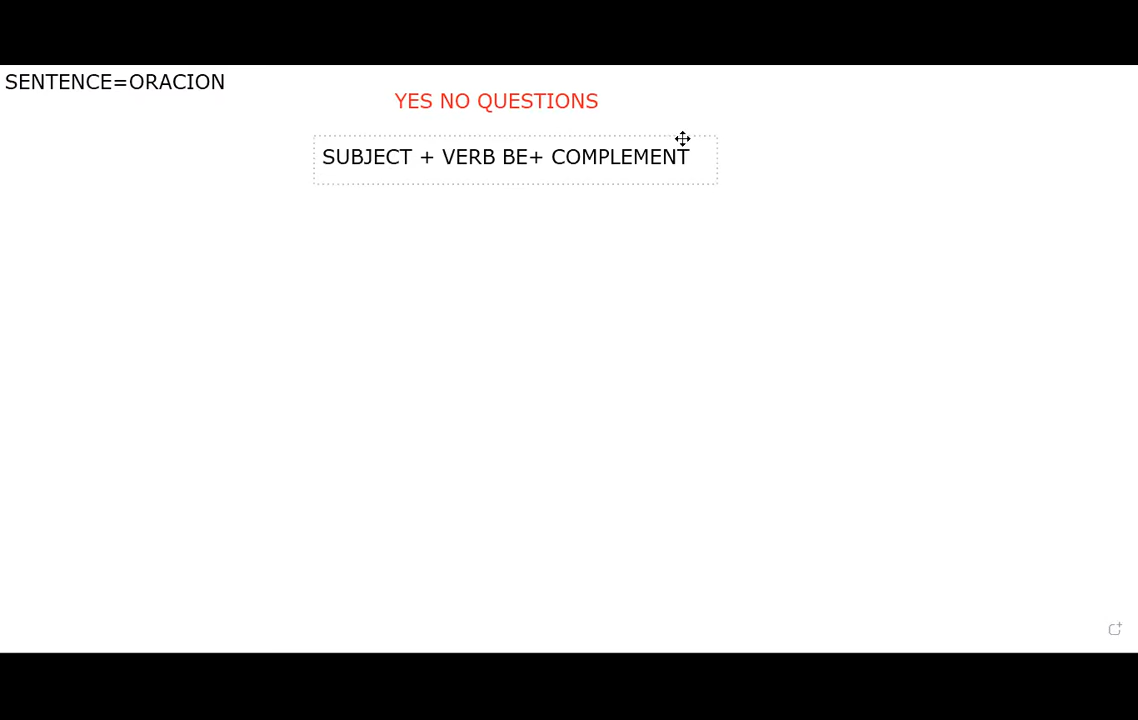 SENTENCE=ORACION
YES NO QUESTIONS
SUBJECT + VERB BE+ COMPLEMENT